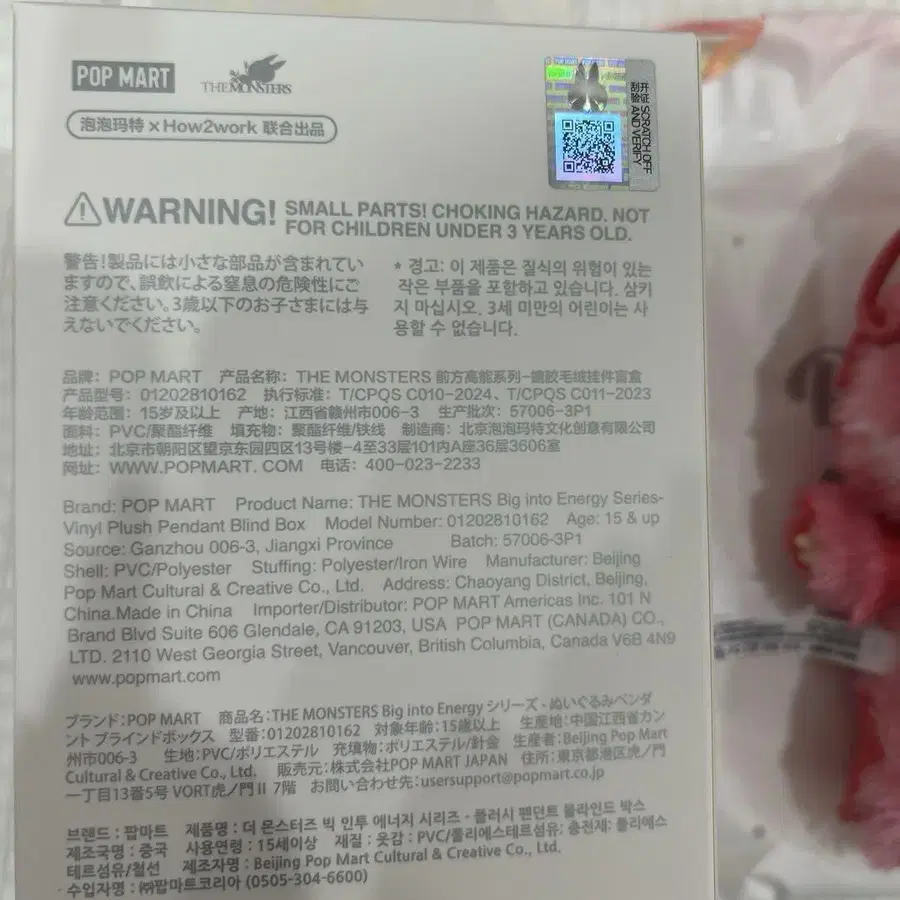 POP MART
THE MONSTERS
泡泡玛特 × How2work 联合出品
刮开验证 SCRATCH OFF AND VERIFY
WARNING! SMALL PARTS! CHOKING HAZARD. NOT
FOR CHILDREN UNDER 3 YEARS OLD.
警告!製品には小さな部品が含まれてい
ますので、誤飲による窒息の危険性にご
注意ください。3歳以下のお子さまには与
えないでください。
* 경고: 이 제품은 질식의 위험이 있는
작은 부품을 포함하고 있습니다. 삼키
지 마십시오. 3세 미만의 어린이는 사
용할 수 없습니다.
品牌: POP MART 产品名称: THE MONSTERS 前方高能系列-搪胶毛绒挂件盲盒
产品型号: 01202810162 执行标准: T/CPQS C010-2024、T/CPQS C011-2023
年龄范围: 15岁及以上 产地: 江西省赣州市006-3 生产批次: 57006-3P1
面料: PVC/聚酯纤维 填充物: 聚酯纤维/铁线 制造商: 北京泡泡玛特文化创意有限公司
地址: 北京市朝阳区望京东园四区13号楼-4至33层101内A座36层3606室
网址: WWW.POPMART.COM 电话: 400-023-2233
Brand: POP MART Product Name: THE MONSTERS Big into Energy Series-
Vinyl Plush Pendant Blind Box Model Number: 01202810162 Age: 15 & up
Source: Ganzhou 006-3, Jiangxi Province Batch: 57006-3P1
Shell: PVC/Polyester Stuffing: Polyester/Iron Wire Manufacturer: Beijing
Pop Mart Cultural & Creative Co., Ltd. Address: Chaoyang District, Beijing,
China.Made in China Importer/Distributor: POP MART Americas Inc. 101 N
Brand Blvd Suite 606 Glendale, CA 91203, USA POP MART (CANADA) CO.,
LTD. 2110 West Georgia Street, Vancouver, British Columbia, Canada V6B 4N9
www.popmart.com
ブランド:POP MART 商品名:THE MONSTERS Big into Energy シリーズ - ぬいぐるみペンダ
ント ブラインドボックス 型番:01202810162 対象年齢:15歳以上 生産地:中国江西省カン
州市006-3 生地:PVC/ポリエステル 充填物:ポリエステル/針金 生産者:Beijing Pop Mart
Cultural & Creative Co., Ltd. 販売元:株式会社POP MART JAPAN 住所:東京都港区虎ノ門
一丁目13番5号 VORT虎ノ門Ⅱ 7階 お問い合わせ先:usersupport@popmart.co.jp
브랜드 : 팝마트 제품명 : 더 몬스터즈 빅 인투 에너지 시리즈 - 플러시 펜던트 블라인드 박스
제조국명 : 중국 사용연령 : 15세이상 재질 : 옷감 : PVC/폴리에스테르섬유; 충전제: 폴리에스
테르섬유/철선 제조자명 : Beijing Pop Mart Cultural & Creative Co., Ltd.
수입자명 : ㈜팝마트코리아 (0505-304-6600)